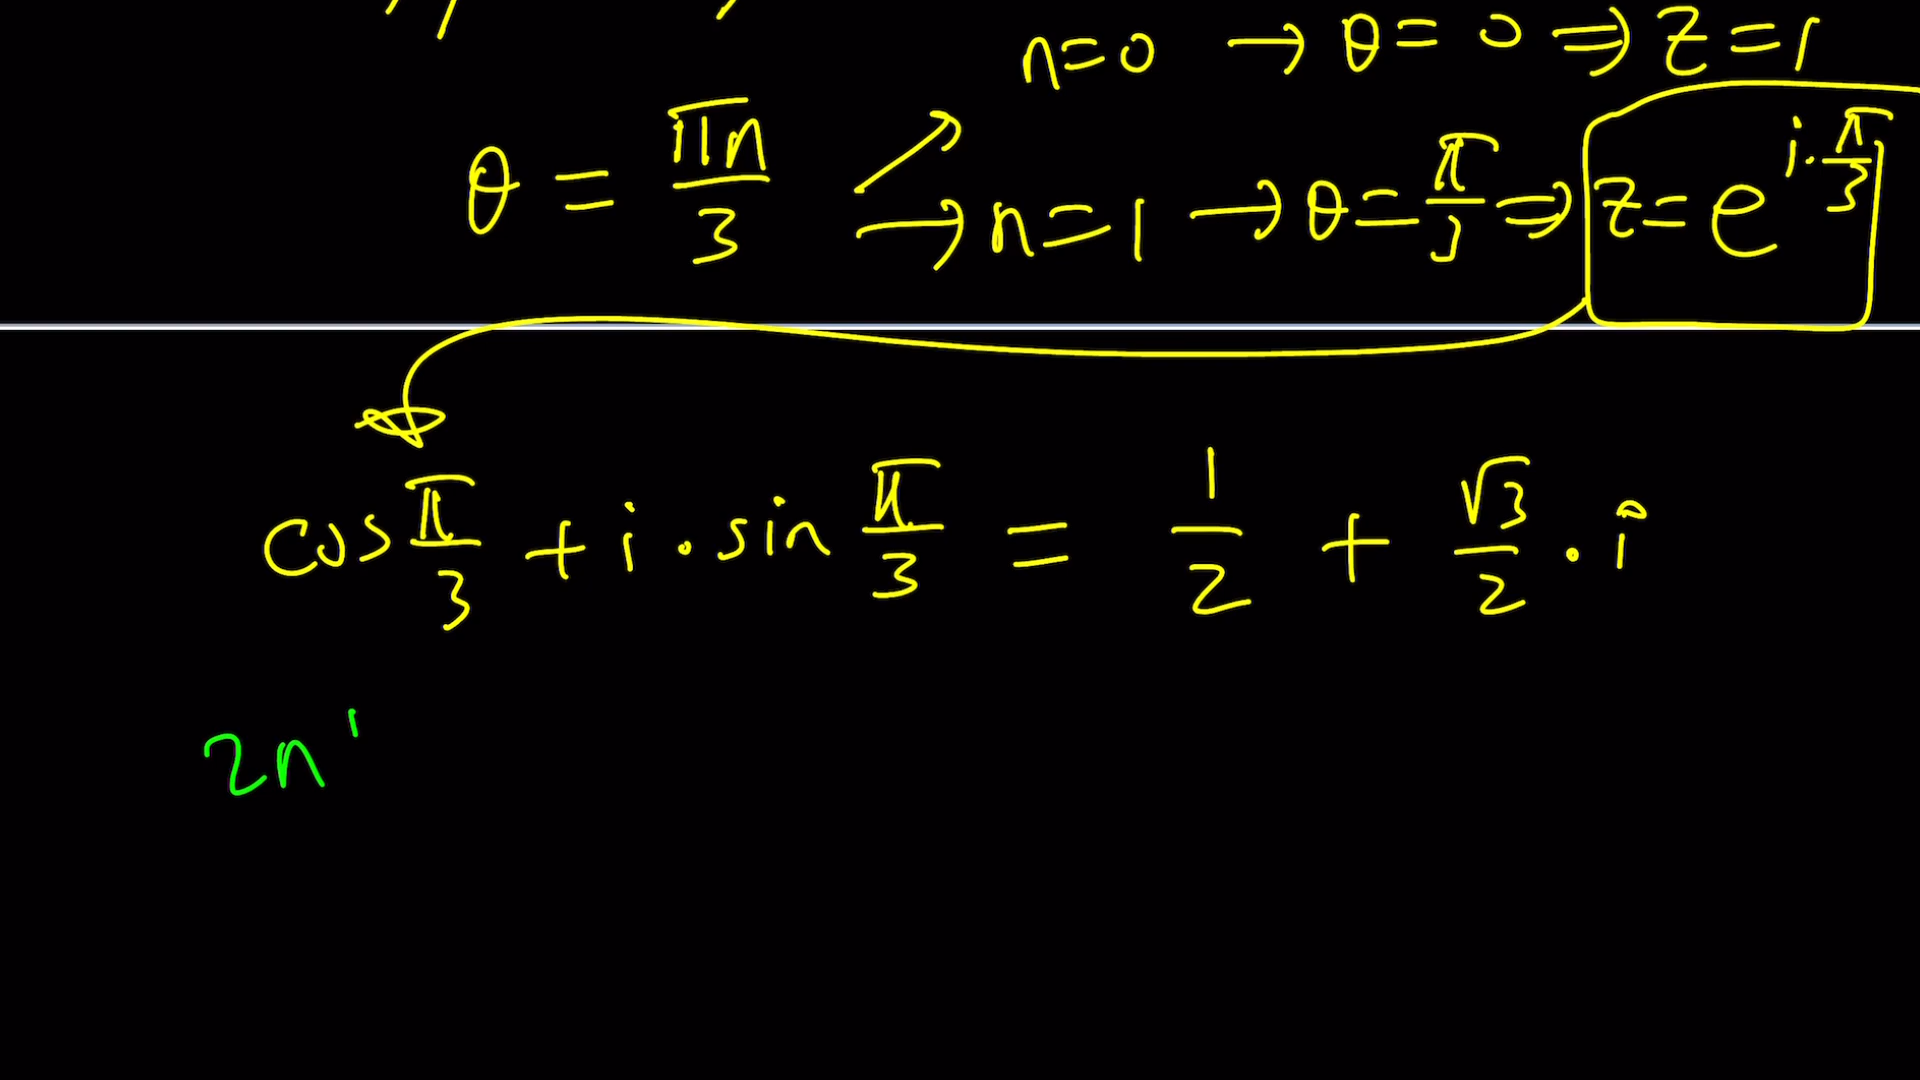 n=0 → θ = 0 ⇒ z = 1
θ = πn/3 → n=1 → θ = π/3 ⇒ z = e^{i·π/3}
cos π/3 + i · sin π/3 = 1/2 + √3/2 · i
2n